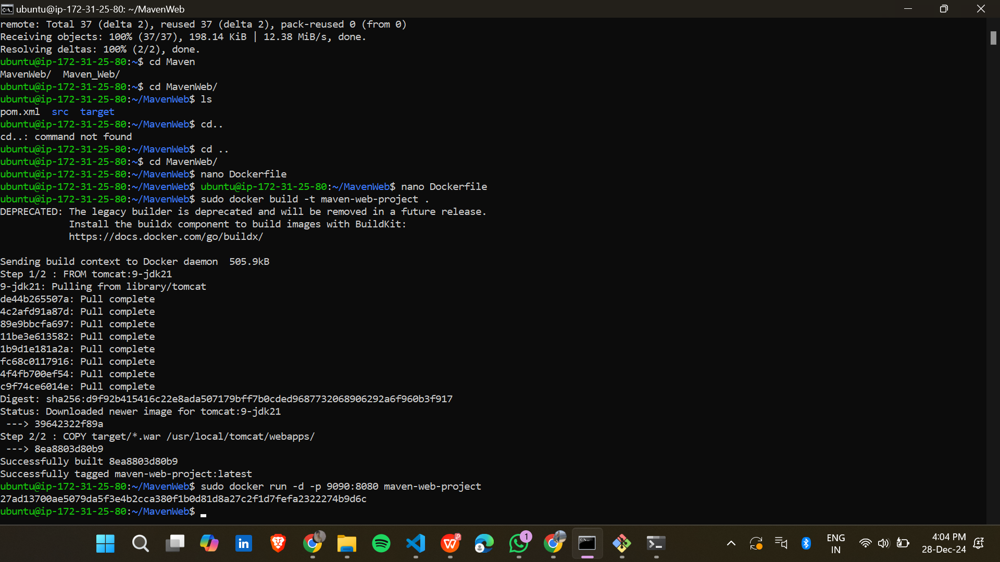 ubuntu@ip-172-31-25-80: ~/MavenWeb
remote: Total 37 (delta 2), reused 37 (delta 2), pack-reused 0 (from 0)
Receiving objects: 100% (37/37), 198.14 KiB | 12.38 MiB/s, done.
Resolving deltas: 100% (2/2), done.
ubuntu@ip-172-31-25-80:~$ cd Maven
MavenWeb/  Maven_Web/
ubuntu@ip-172-31-25-80:~$ cd MavenWeb/
ubuntu@ip-172-31-25-80:~/MavenWeb$ ls
pom.xml  src  target
ubuntu@ip-172-31-25-80:~/MavenWeb$ cd..
cd..: command not found
ubuntu@ip-172-31-25-80:~/MavenWeb$ cd ..
ubuntu@ip-172-31-25-80:~$ cd MavenWeb/
ubuntu@ip-172-31-25-80:~/MavenWeb$ nano Dockerfile
ubuntu@ip-172-31-25-80:~/MavenWeb$ ubuntu@ip-172-31-25-80:~/MavenWeb$ nano Dockerfile
ubuntu@ip-172-31-25-80:~/MavenWeb$ sudo docker build -t maven-web-project .
DEPRECATED: The legacy builder is deprecated and will be removed in a future release.
            Install the buildx component to build images with BuildKit:
            https://docs.docker.com/go/buildx/
Sending build context to Docker daemon  505.9kB
Step 1/2 : FROM tomcat:9-jdk21
9-jdk21: Pulling from library/tomcat
de44b265507a: Pull complete
4c2afd91a87d: Pull complete
89e9bbcfa697: Pull complete
11be3e613582: Pull complete
1b9d1e181a2a: Pull complete
fc68c0117916: Pull complete
4f4fb700ef54: Pull complete
c9f74ce6014e: Pull complete
Digest: sha256:d9f92b415416c22e8ada507179bff7b0cded9687732068906292a6f960b3f917
Status: Downloaded newer image for tomcat:9-jdk21
 ---> 39642322f89a
Step 2/2 : COPY target/*.war /usr/local/tomcat/webapps/
 ---> 8ea8803d80b9
Successfully built 8ea8803d80b9
Successfully tagged maven-web-project:latest
ubuntu@ip-172-31-25-80:~/MavenWeb$ sudo docker run -d -p 9090:8080 maven-web-project
27ad13700ae5079da5f3e4b2cca380f1b0d81d8a27c2f1d7fefa2322274b9d6c
ubuntu@ip-172-31-25-80:~/MavenWeb$
1
ENG
IN
4:04 PM
28-Dec-24